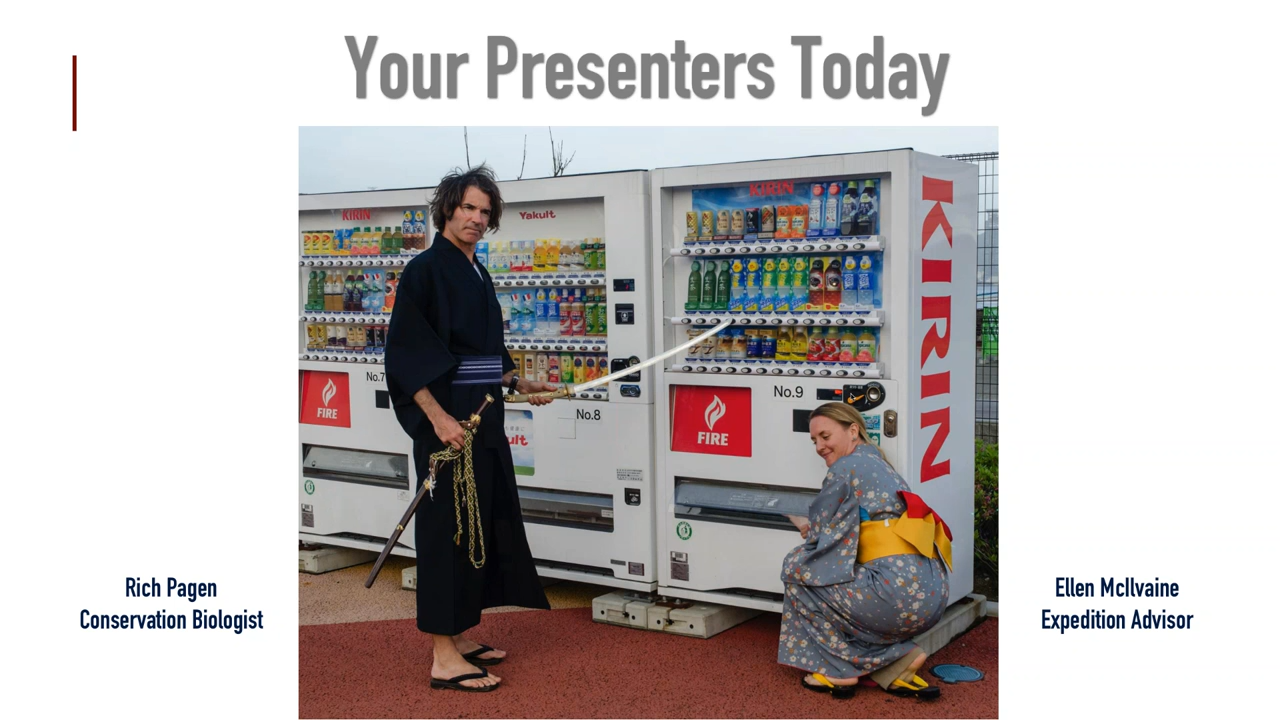 Your Presenters Today
KIRIN
KIRIN
Yakult
KIRIN
No.7
No.8
No.9
FIRE
FIRE
ult
Rich Pagen
Conservation Biologist
Ellen McIlvaine
Expedition Advisor